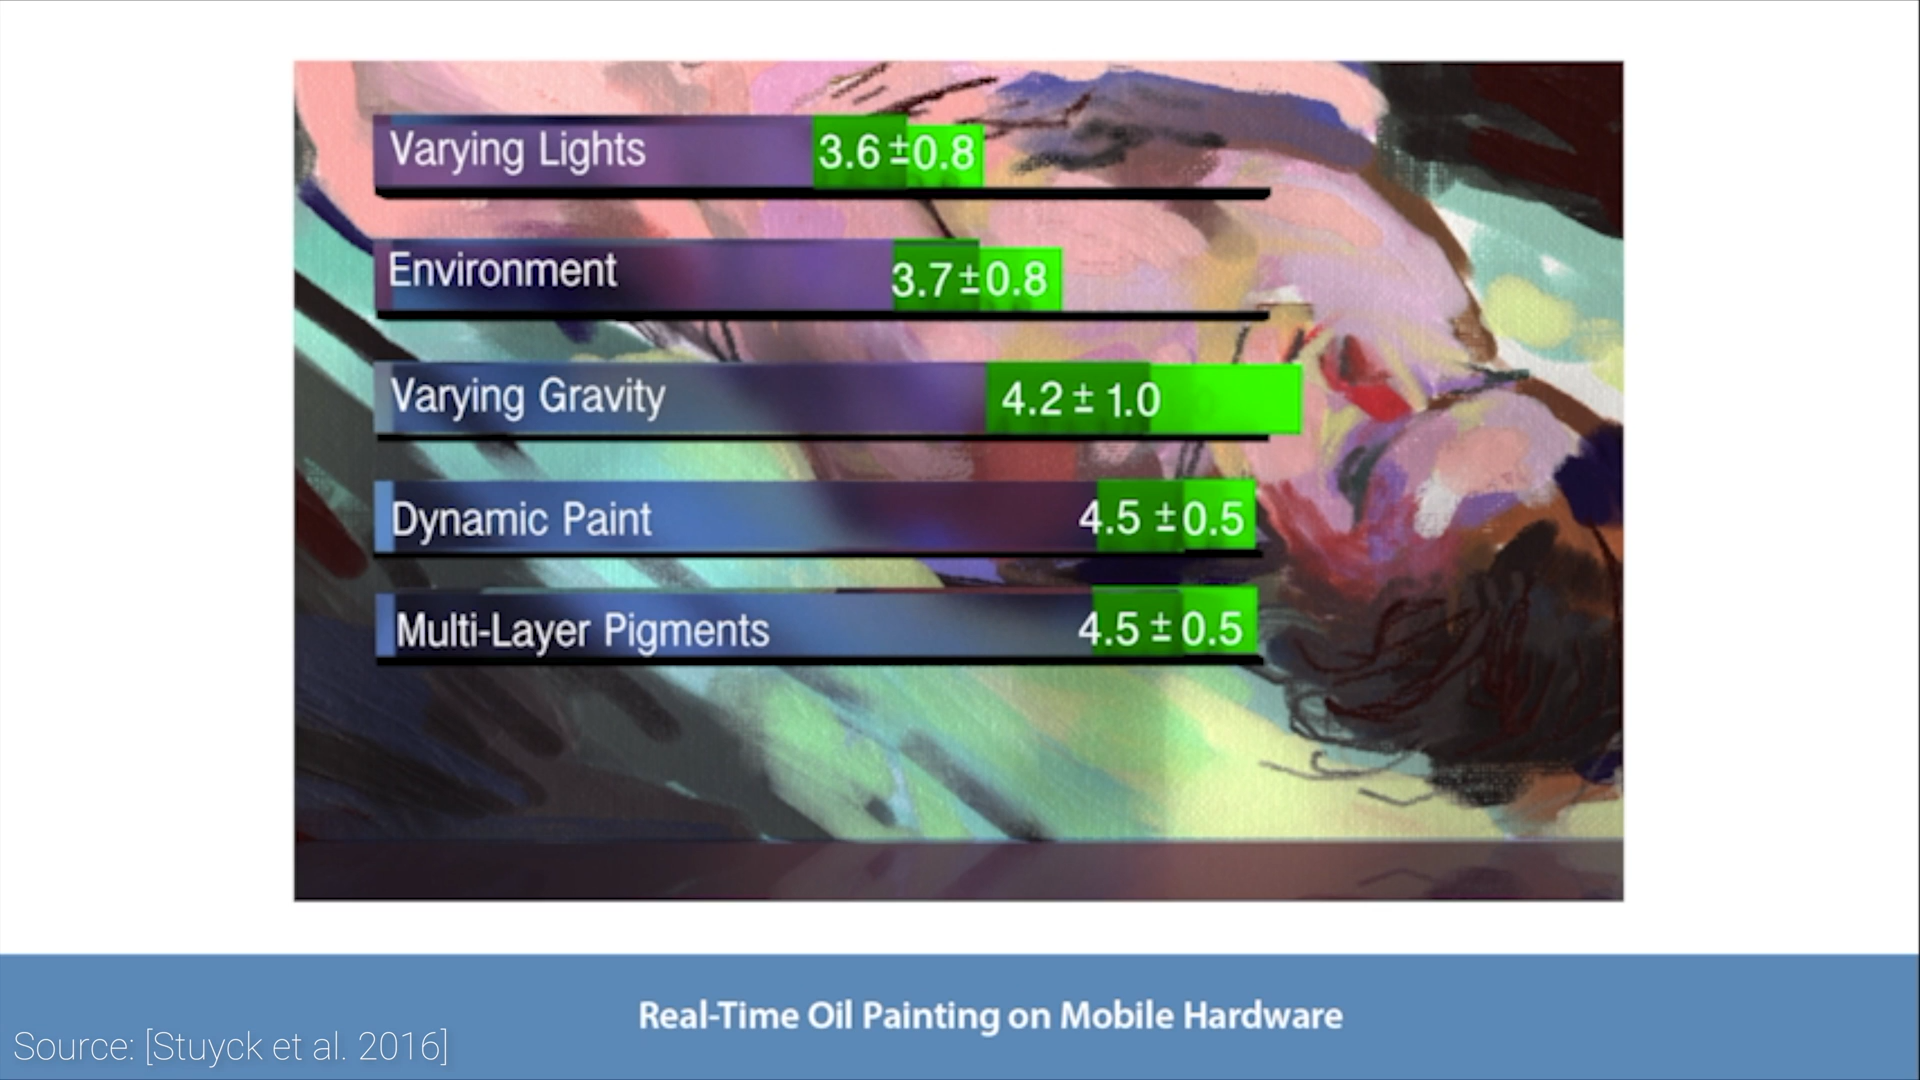 Varying Lights 3.6 ±0.8
Environment 3.7±0.8
Varying Gravity 4.2 ± 1.0
Dynamic Paint 4.5 ±0.5
Multi-Layer Pigments 4.5 ±0.5
Real-Time Oil Painting on Mobile Hardware
Source: [Stuyck et al. 2016]